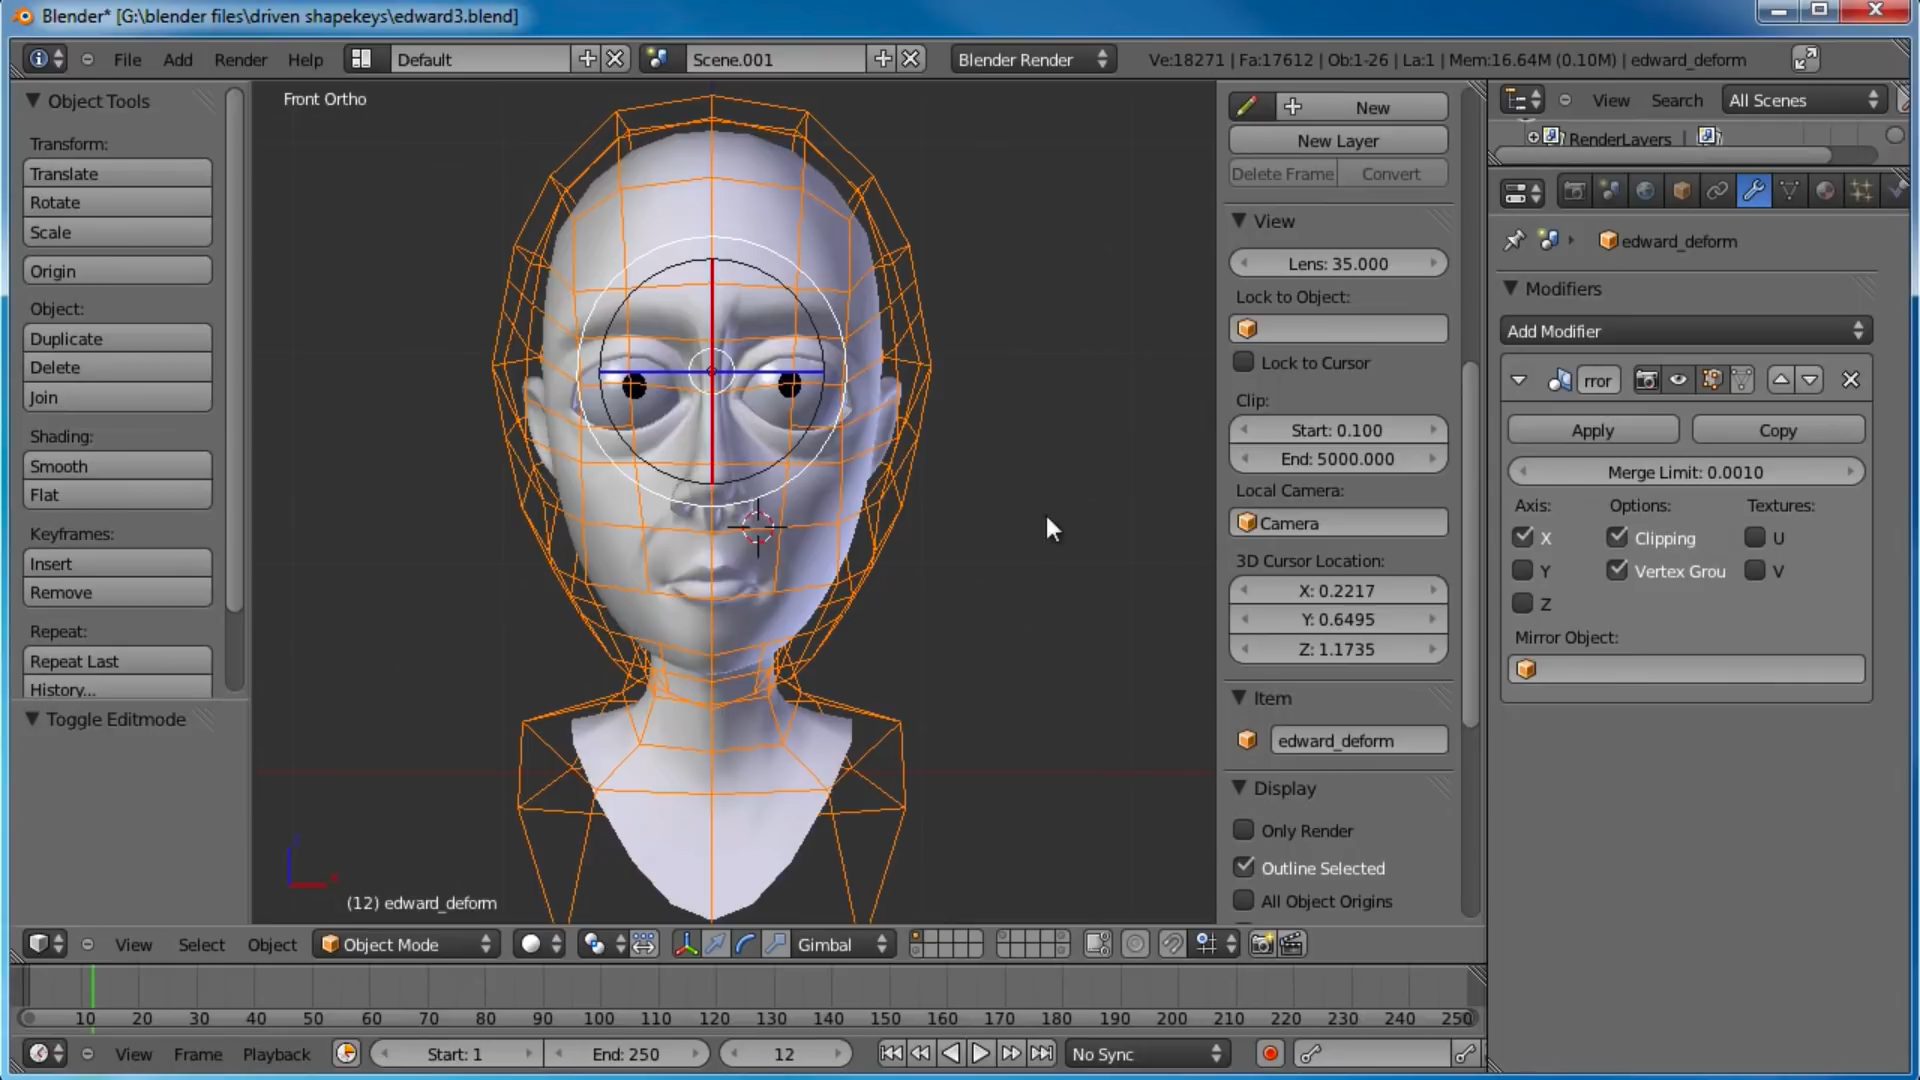 Blender* [G:\blender files\driven shapekeys\edward3.blend]
File Add Render Help Default Scene.001 Blender Render Ve:18271 | Fa:17612 | Ob:1-26 | La:1 | Mem:16.64M (0.10M) | edward_deform
Object Tools
Transform:
Translate
Rotate
Scale
Origin
Object:
Duplicate
Delete
Join
Shading:
Smooth
Flat
Keyframes:
Insert
Remove
Repeat:
Repeat Last
History...
Toggle Editmode
Front Ortho
(12) edward_deform
New
New Layer
Delete Frame Convert
View
Lens: 35.000
Lock to Object:
Lock to Cursor
Clip:
Start: 0.100
End: 5000.000
Local Camera:
Camera
3D Cursor Location:
X: 0.2217
Y: 0.6495
Z: 1.1735
Item
edward_deform
Display
Only Render
Outline Selected
All Object Origins
View Search All Scenes
RenderLayers |
edward_deform
Modifiers
Add Modifier
rror
Apply Copy
Merge Limit: 0.0010
Axis: Options: Textures:
X Clipping U
Y Vertex Grou V
Z
Mirror Object:
View Select Object Object Mode Gimbal
10 20 30 40 50 60 70 80 90 100 110 120 130 140 150 160 170 180 190 200 210 220 230 240 250
View Frame Playback Start: 1 End: 250 12 No Sync